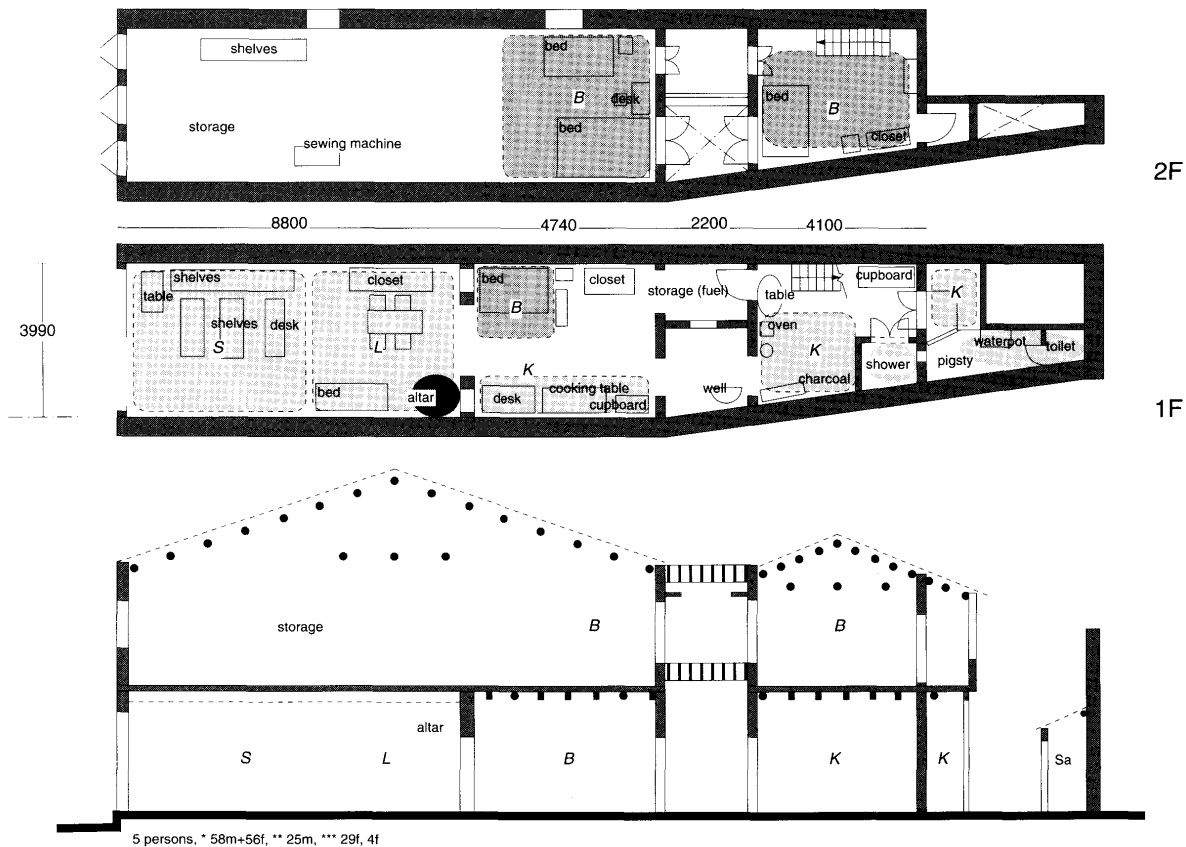 shelves
bed
B
desk
bed
storage
sewing machine
bed
B
closet
2F
8800
4740
2200
4100
3990
shelves
table
shelves
desk
S
closet
L
bed
altar
bed
B
closet
K
cooking table
desk
cupboard
storage (fuel)
well
table
oven
K
charcoal
cupboard
shower
K
waterpot
pigsty
toilet
1F
storage
B
B
altar
S
L
B
K
K
Sa
5 persons, * 58m+56f, ** 25m, *** 29f, 4f